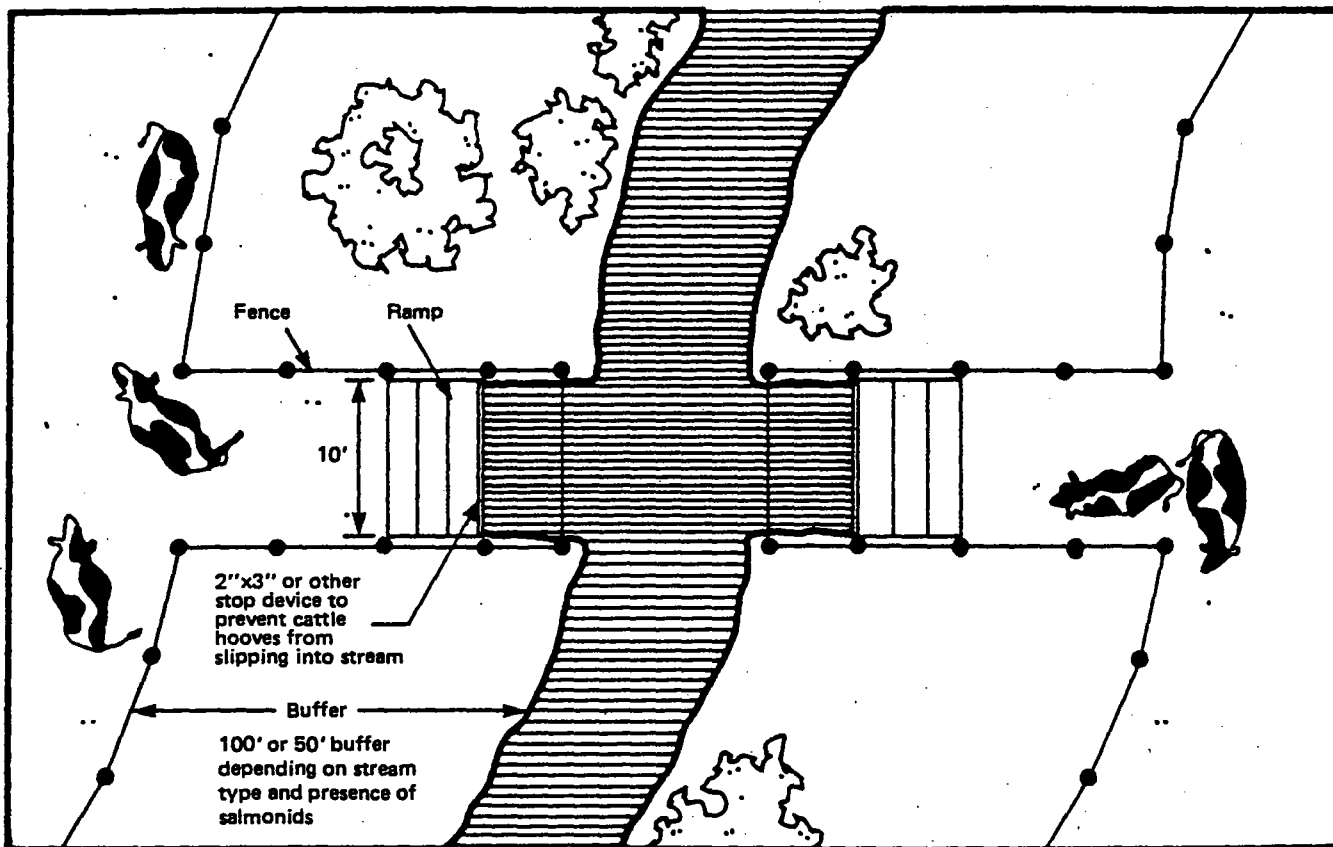 Fence
Ramp
10'
2"x3" or other
stop device to
prevent cattle
hooves from
slipping into stream
Buffer
100' or 50' buffer
depending on stream
type and presence of
salmonids